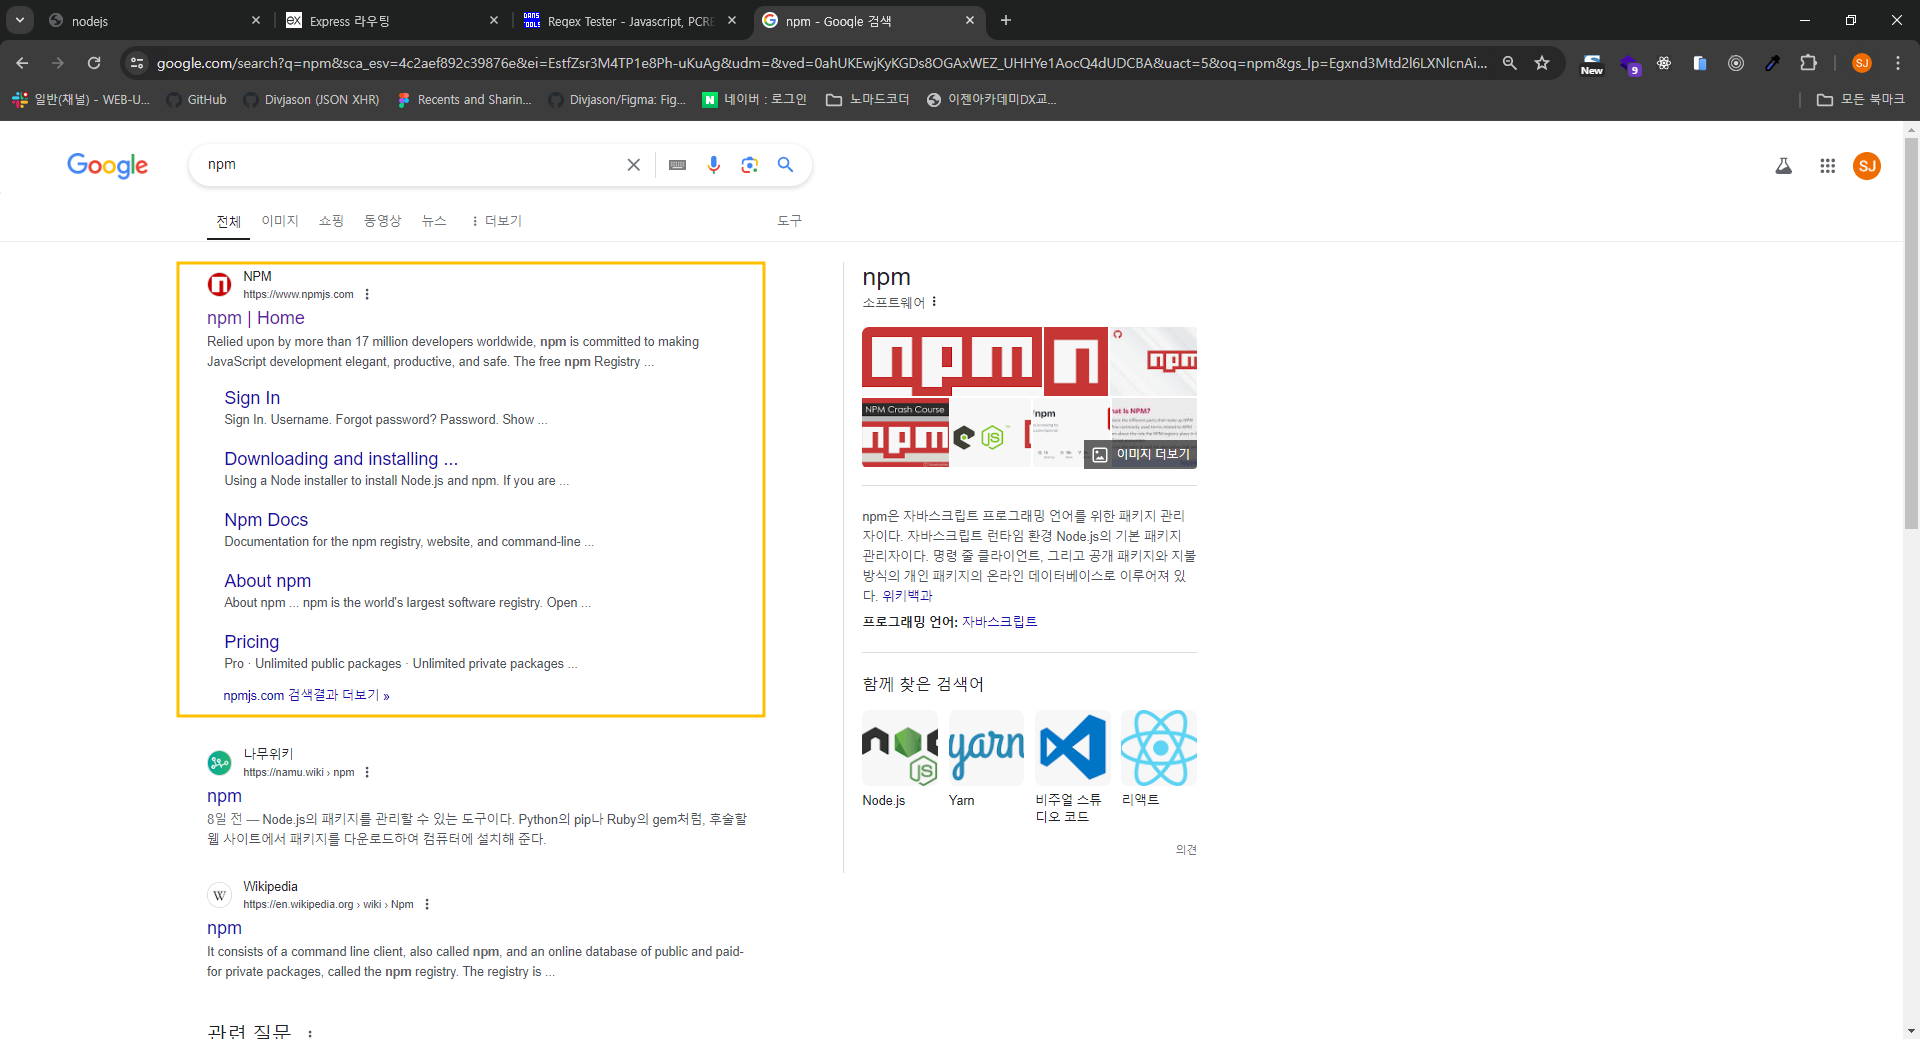 nodejs
Express 라우팅
Regex Tester - Javascript, PCRE
npm - Google 검색
google.com/search?q=npm&sca_esv=4c2aef892c39876e&ei=EstfZsr3M4TP1e8Ph-uKuAg&udm=&ved=0ahUKEwjKyKGDs8OGAxWEZ_UHHYe1AocQ4dUDCBA&uact=5&oq=npm&gs_lp=Egxnd3Mtd2l6LXNlcnAi...
New
9
SJ
일반(채널) - WEB-U...
GitHub
Divjason (JSON XHR)
Recents and Sharin...
Divjason/Figma: Fig...
네이버 : 로그인
노마드코더
이젠아카데미DX교...
모든 북마크
Google
npm
SJ
전체
이미지
쇼핑
동영상
뉴스
더보기
도구
NPM
https://www.npmjs.com
npm | Home
Relied upon by more than 17 million developers worldwide, npm is committed to making
JavaScript development elegant, productive, and safe. The free npm Registry ...
Sign In
Sign In. Username. Forgot password? Password. Show ...
Downloading and installing ...
Using a Node installer to install Node.js and npm. If you are ...
Npm Docs
Documentation for the npm registry, website, and command-line ...
About npm
About npm ... npm is the world's largest software registry. Open ...
Pricing
Pro · Unlimited public packages · Unlimited private packages ...
npmjs.com 검색결과 더보기 »
나무위키
https://namu.wiki › npm
npm
8일 전 — Node.js의 패키지를 관리할 수 있는 도구이다. Python의 pip나 Ruby의 gem처럼, 후술할
웹 사이트에서 패키지를 다운로드하여 컴퓨터에 설치해 준다.
Wikipedia
https://en.wikipedia.org › wiki › Npm
npm
It consists of a command line client, also called npm, and an online database of public and paid-
for private packages, called the npm registry. The registry is ...
관련 질문
npm
소프트웨어
npm
n
npm
NPM Crash Course
npm
JS
npm
hat Is NPM?
이미지 더보기
npm은 자바스크립트 프로그래밍 언어를 위한 패키지 관리
자이다. 자바스크립트 런타임 환경 Node.js의 기본 패키지
관리자이다. 명령 줄 클라이언트, 그리고 공개 패키지와 지불
방식의 개인 패키지의 온라인 데이터베이스로 이루어져 있
다. 위키백과
프로그래밍 언어: 자바스크립트
함께 찾은 검색어
JS
yarn
Node.js
Yarn
비주얼 스튜
디오 코드
리액트
의견